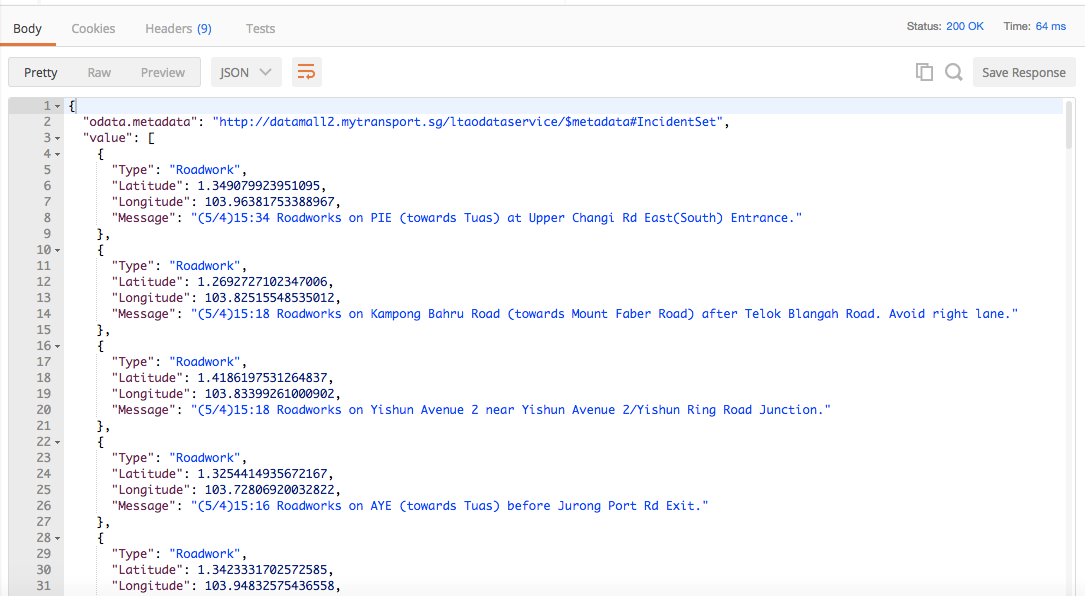 Body Cookies Headers (9) Tests Status: 200 OK Time: 64 ms
Pretty Raw Preview JSON Save Response
1 {
2 "odata.metadata": "http://datamall2.mytransport.sg/ltaodataservice/$metadata#IncidentSet",
3 "value": [
4 {
5 "Type": "Roadwork",
6 "Latitude": 1.349079923951095,
7 "Longitude": 103.96381753388967,
8 "Message": "(5/4)15:34 Roadworks on PIE (towards Tuas) at Upper Changi Rd East(South) Entrance."
9 },
10 {
11 "Type": "Roadwork",
12 "Latitude": 1.2692727102347006,
13 "Longitude": 103.82515548535012,
14 "Message": "(5/4)15:18 Roadworks on Kampong Bahru Road (towards Mount Faber Road) after Telok Blangah Road. Avoid right lane."
15 },
16 {
17 "Type": "Roadwork",
18 "Latitude": 1.4186197531264837,
19 "Longitude": 103.83399261000902,
20 "Message": "(5/4)15:18 Roadworks on Yishun Avenue 2 near Yishun Avenue 2/Yishun Ring Road Junction."
21 },
22 {
23 "Type": "Roadwork",
24 "Latitude": 1.3254414935672167,
25 "Longitude": 103.72806920032822,
26 "Message": "(5/4)15:16 Roadworks on AYE (towards Tuas) before Jurong Port Rd Exit."
27 },
28 {
29 "Type": "Roadwork",
30 "Latitude": 1.3423331702572585,
31 "Longitude": 103.94832575436558,